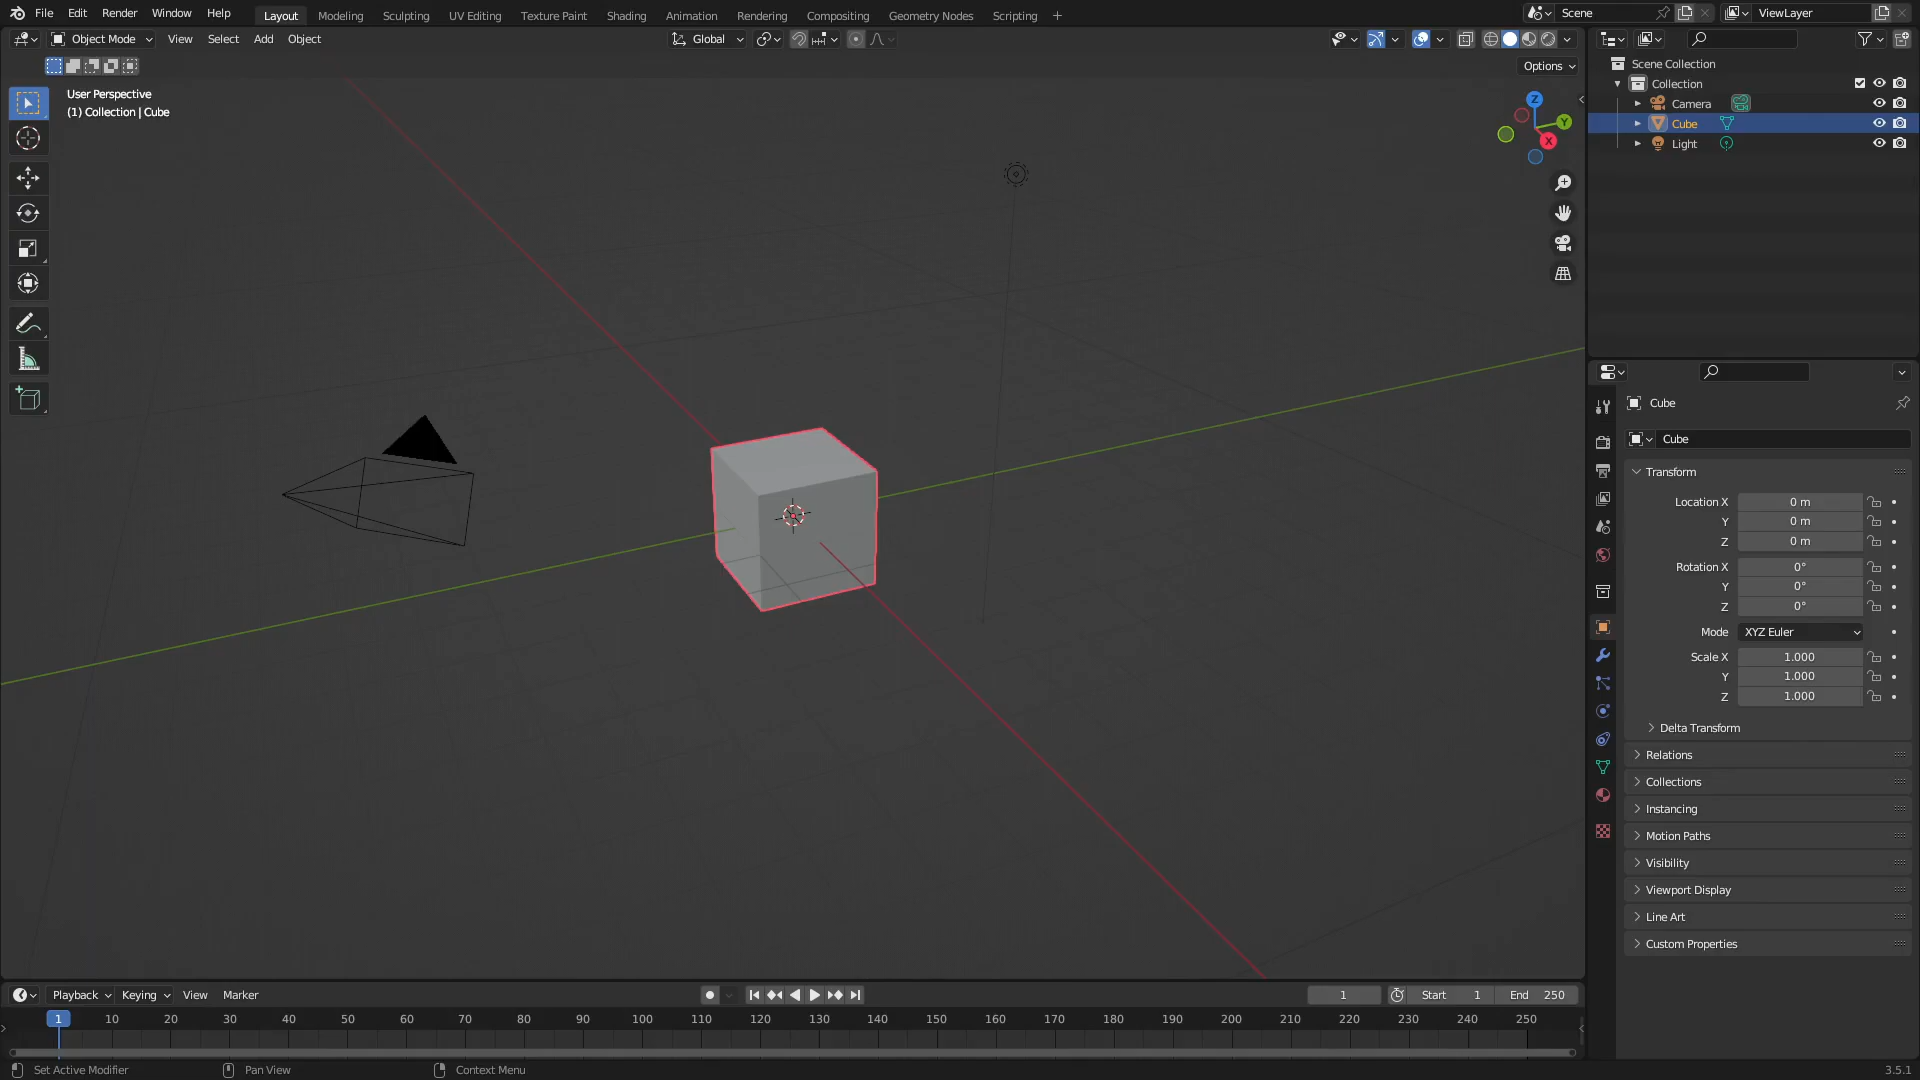 File Edit Render Window Help Layout Modeling Sculpting UV Editing Texture Paint Shading Animation Rendering Compositing Geometry Nodes Scripting + Scene ViewLayer
Object Mode View Select Add Object Global
Options
User Perspective
(1) Collection | Cube
Z
Y
X
Scene Collection
Collection
Camera
Cube
Light
Cube
Cube
Transform
Location X 0 m
Y 0 m
Z 0 m
Rotation X 0°
Y 0°
Z 0°
Mode XYZ Euler
Scale X 1.000
Y 1.000
Z 1.000
Delta Transform
Relations
Collections
Instancing
Motion Paths
Visibility
Viewport Display
Line Art
Custom Properties
Playback Keying View Marker 1 Start 1 End 250
1 10 20 30 40 50 60 70 80 90 100 110 120 130 140 150 160 170 180 190 200 210 220 230 240 250
Set Active Modifier Pan View Context Menu 3.5.1